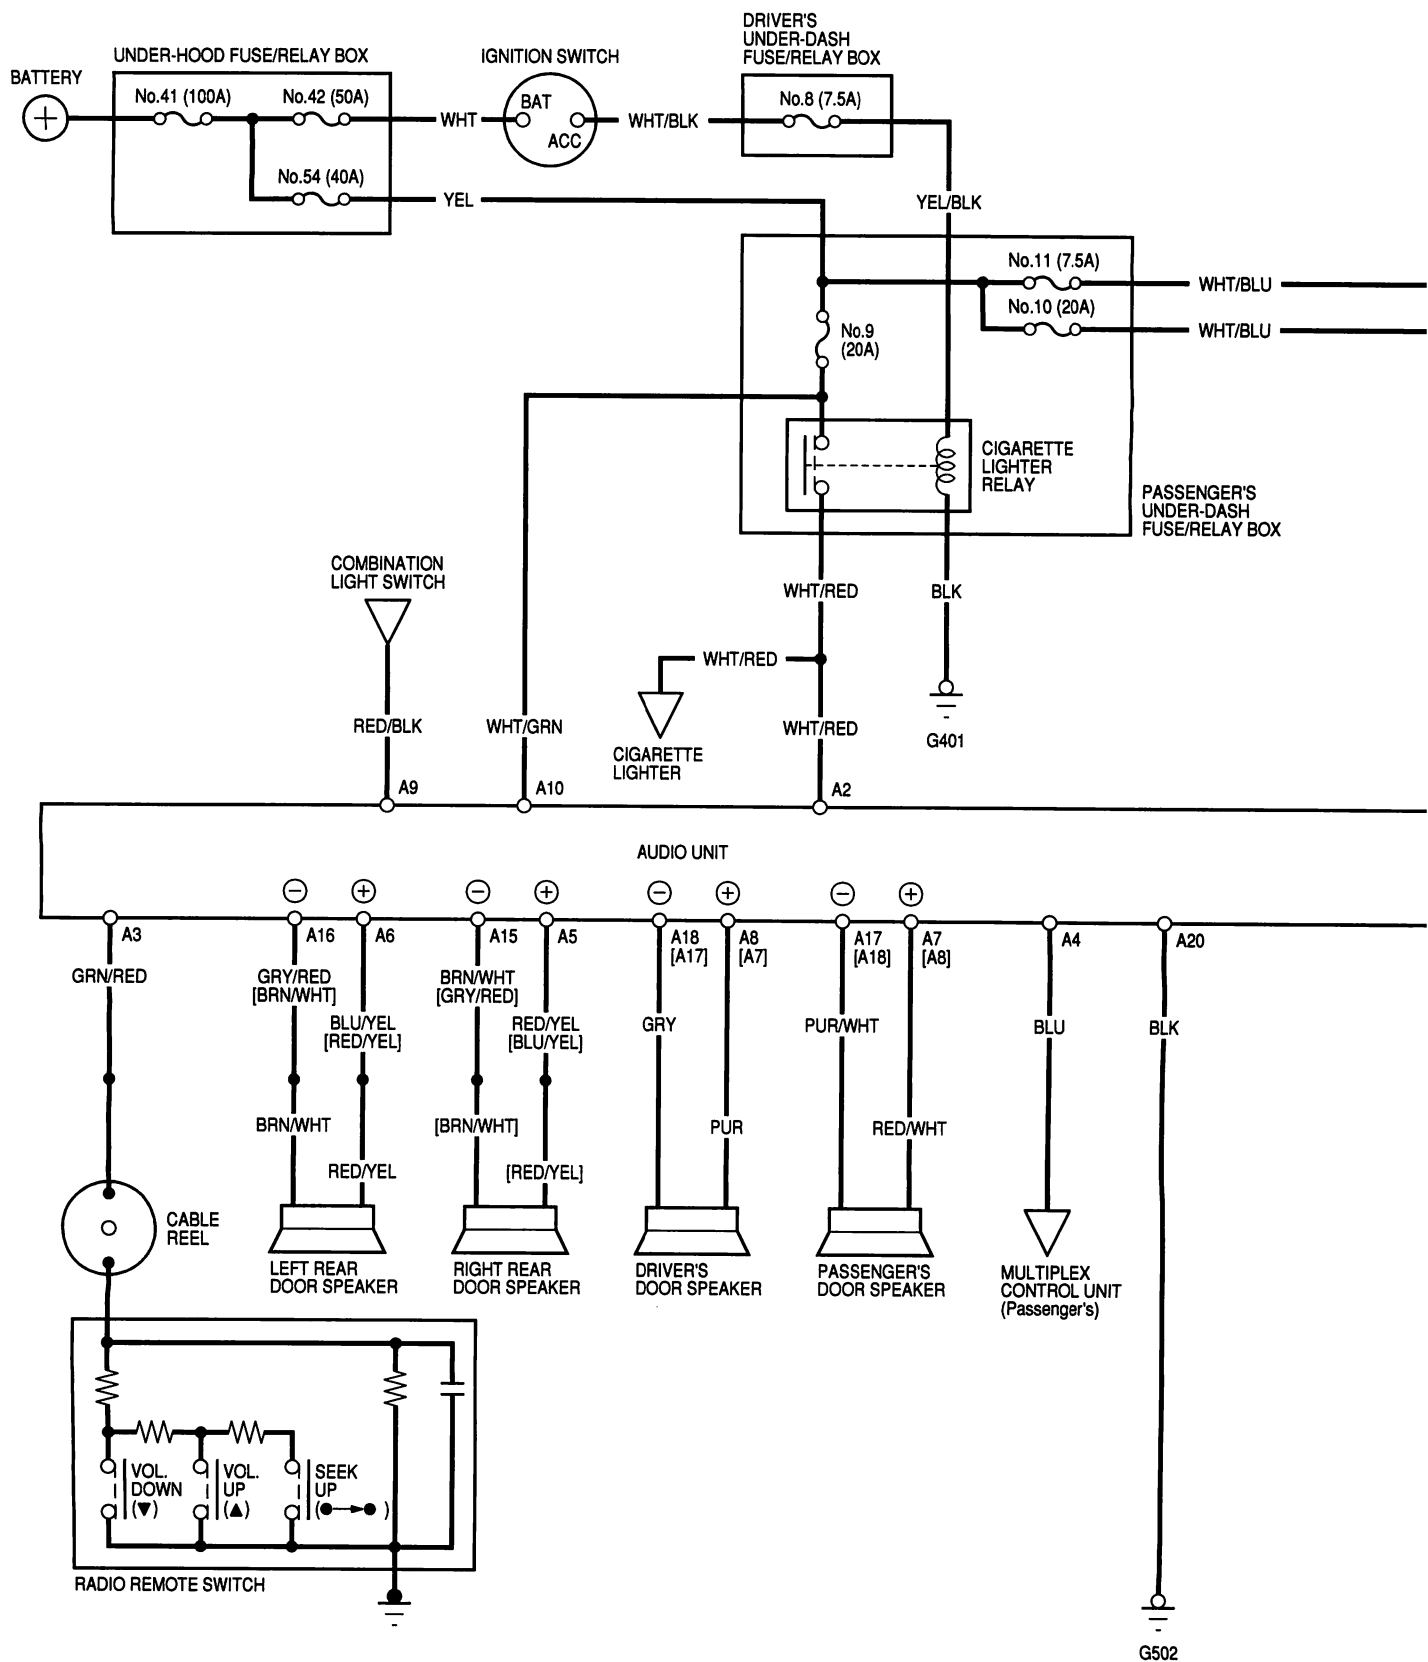 DRIVER'S
UNDER-DASH
FUSE/RELAY BOX
UNDER-HOOD FUSE/RELAY BOX
IGNITION SWITCH
BATTERY
No.41 (100A)
No.42 (50A)
No.8 (7.5A)
BAT
WHT
WHT/BLK
ACC
No.54 (40A)
YEL
YEL/BLK
No.11 (7.5A)
WHT/BLU
No.10 (20A)
WHT/BLU
No.9
(20A)
CIGARETTE
LIGHTER
RELAY
PASSENGER'S
UNDER-DASH
FUSE/RELAY BOX
COMBINATION
LIGHT SWITCH
WHT/RED
BLK
WHT/RED
RED/BLK
WHT/GRN
WHT/RED
G401
CIGARETTE
LIGHTER
A9
A10
A2
AUDIO UNIT
− + − + − + − +
A3
A16
A6
A15
A5
A18
[A17]
A8
[A7]
A17
[A18]
A7
[A8]
A4
A20
GRN/RED
GRY/RED
[BRN/WHT]
BRN/WHT
[GRY/RED]
BLU/YEL
[RED/YEL]
RED/YEL
[BLU/YEL]
GRY
PUR/WHT
BLU
BLK
BRN/WHT
[BRN/WHT]
PUR
RED/WHT
RED/YEL
[RED/YEL]
CABLE
REEL
LEFT REAR
DOOR SPEAKER
RIGHT REAR
DOOR SPEAKER
DRIVER'S
DOOR SPEAKER
PASSENGER'S
DOOR SPEAKER
MULTIPLEX
CONTROL UNIT
(Passenger's)
VOL.
DOWN
(▼)
VOL.
UP
(▲)
SEEK
UP
(●→●)
RADIO REMOTE SWITCH
G502